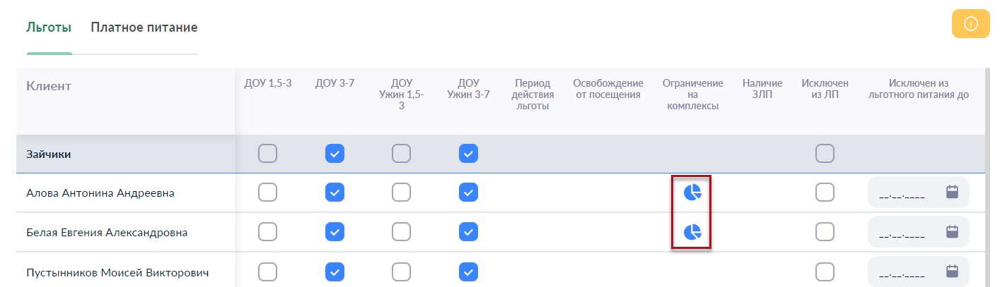 Льготы Платное питание
Клиент
ДОУ 1,5-3
ДОУ 3-7
ДОУ
Ужин 1,5-
3
ДОУ
Ужин 3-7
Период
действия
льготы
Освобождение
от посещения
Ограничение
на
комплексы
Наличие
ЗЛП
Исключен
из ЛП
Исключен из
льготного питания до
Зайчики
Алова Антонина Андреевна
__.__.____
Белая Евгения Александровна
__.__.____
Пустынников Моисей Викторович
__.__.____